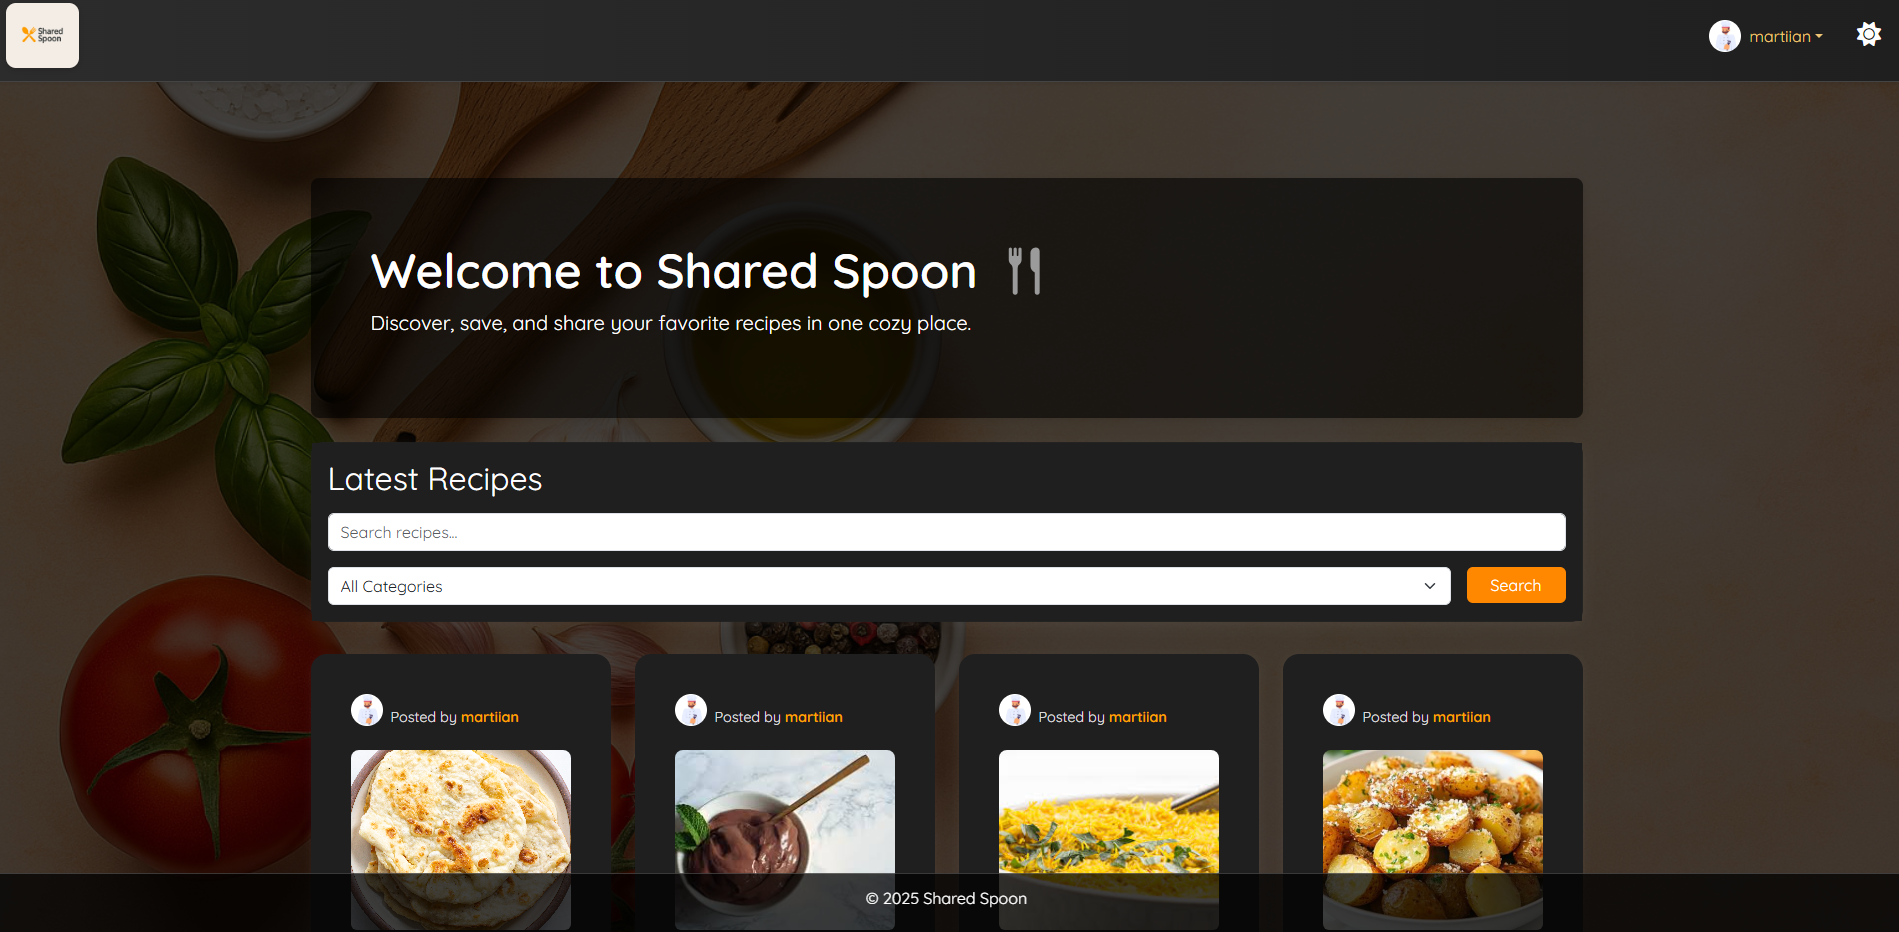 Shared
Spoon
martiian
Welcome to Shared Spoon
Discover, save, and share your favorite recipes in one cozy place.
Latest Recipes
Search recipes...
All Categories
Search
Posted by martiian
Posted by martiian
Posted by martiian
Posted by martiian
© 2025 Shared Spoon